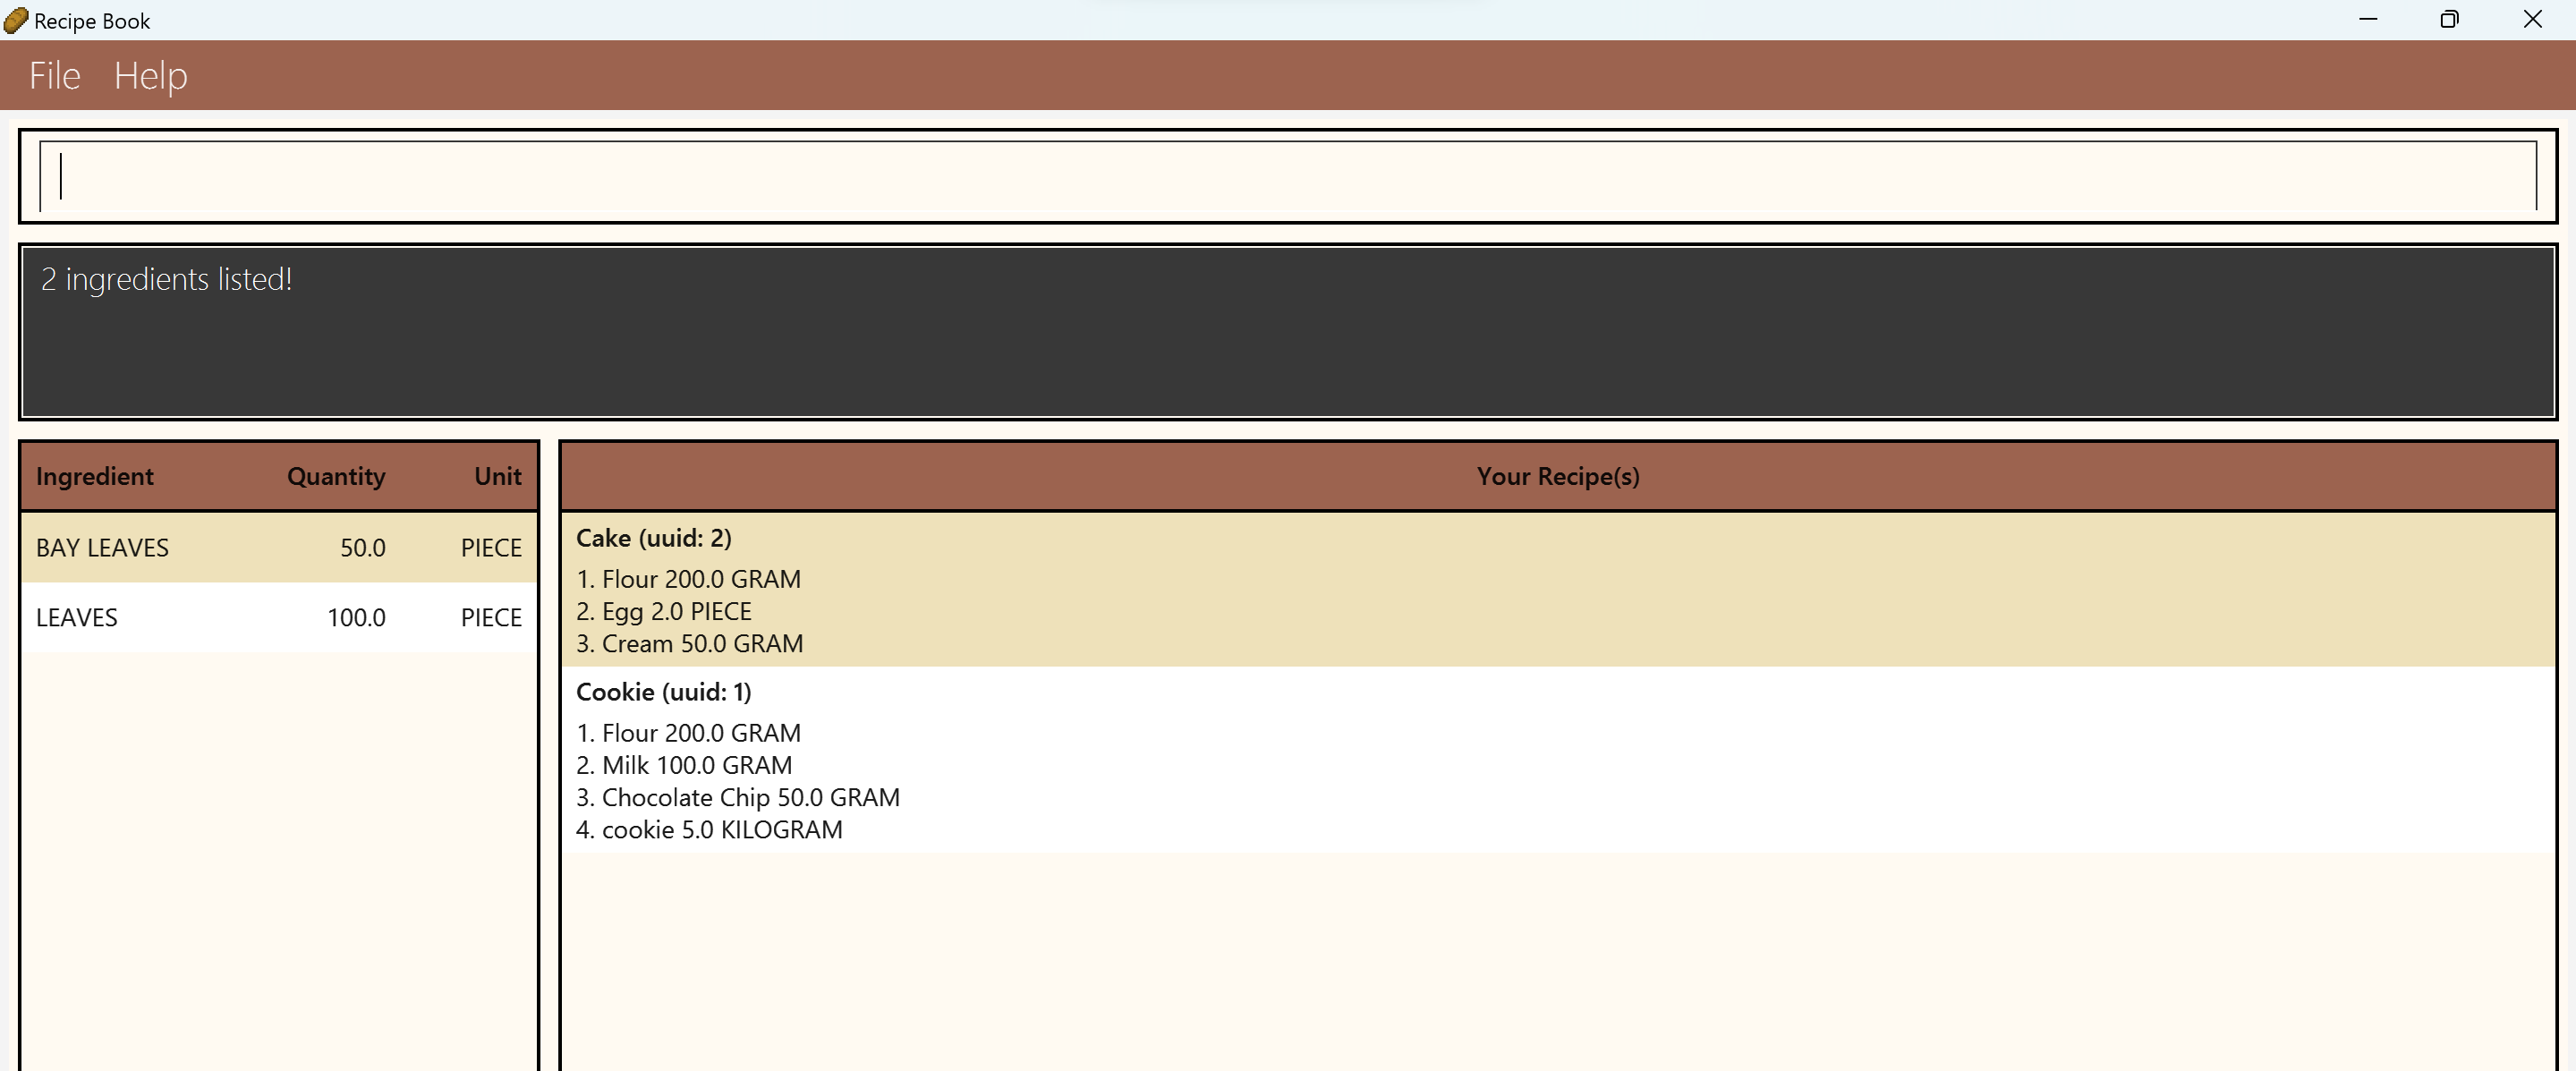 Recipe Book
File Help
2 ingredients listed!
Ingredient Quantity Unit
BAY LEAVES 50.0 PIECE
LEAVES 100.0 PIECE
Your Recipe(s)
Cake (uuid: 2)
1. Flour 200.0 GRAM
2. Egg 2.0 PIECE
3. Cream 50.0 GRAM
Cookie (uuid: 1)
1. Flour 200.0 GRAM
2. Milk 100.0 GRAM
3. Chocolate Chip 50.0 GRAM
4. cookie 5.0 KILOGRAM